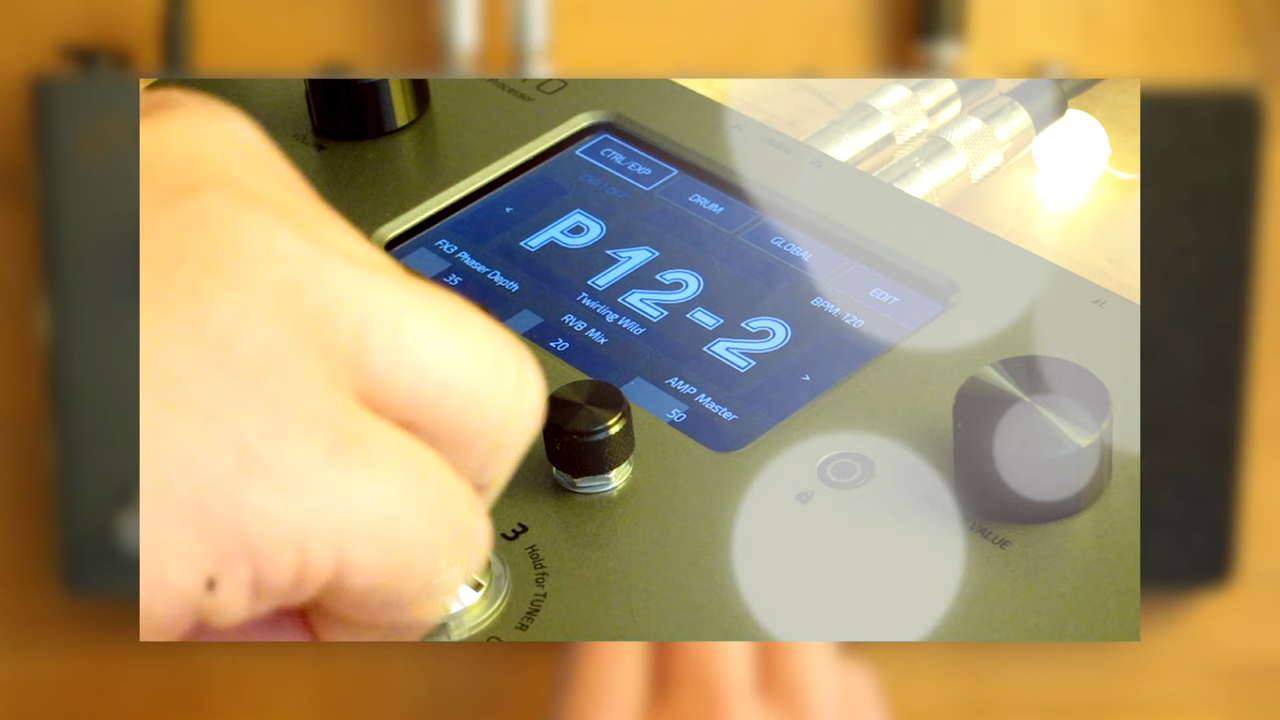 CTRL/EXP
DRUM
GLOBAL
EDIT
<
P12-2
BPM: 120
Twirling Wild
>
FX3 Phaser Depth
35
RVB Mix
20
AMP Master
50
VALUE
3
Hold for TUNER